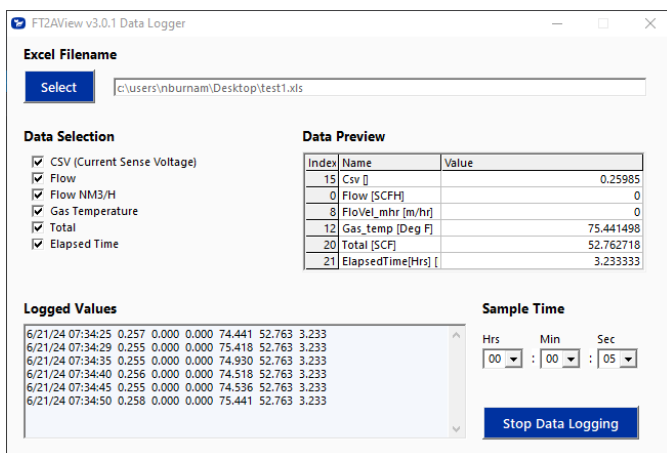 FT2AView v3.0.1 Data Logger
Excel Filename
Select c:\users\nburnam\Desktop\test1.xls
Data Selection
CSV (Current Sense Voltage)
Flow
Flow NM3/H
Gas Temperature
Total
Elapsed Time
Data Preview
Index Name Value
15 Csv [] 0.25985
0 Flow [SCFH] 0
8 FloVel_mhr [m/hr] 0
12 Gas_temp [Deg F] 75.441498
20 Total [SCF] 52.762718
21 ElapsedTime[Hrs] [ 3.233333
Logged Values
6/21/24 07:34:25 0.257 0.000 0.000 74.441 52.763 3.233
6/21/24 07:34:29 0.255 0.000 0.000 75.418 52.763 3.233
6/21/24 07:34:35 0.255 0.000 0.000 74.930 52.763 3.233
6/21/24 07:34:40 0.256 0.000 0.000 74.518 52.763 3.233
6/21/24 07:34:45 0.255 0.000 0.000 74.536 52.763 3.233
6/21/24 07:34:50 0.258 0.000 0.000 75.441 52.763 3.233
Sample Time
Hrs Min Sec
00 : 00 : 05
Stop Data Logging